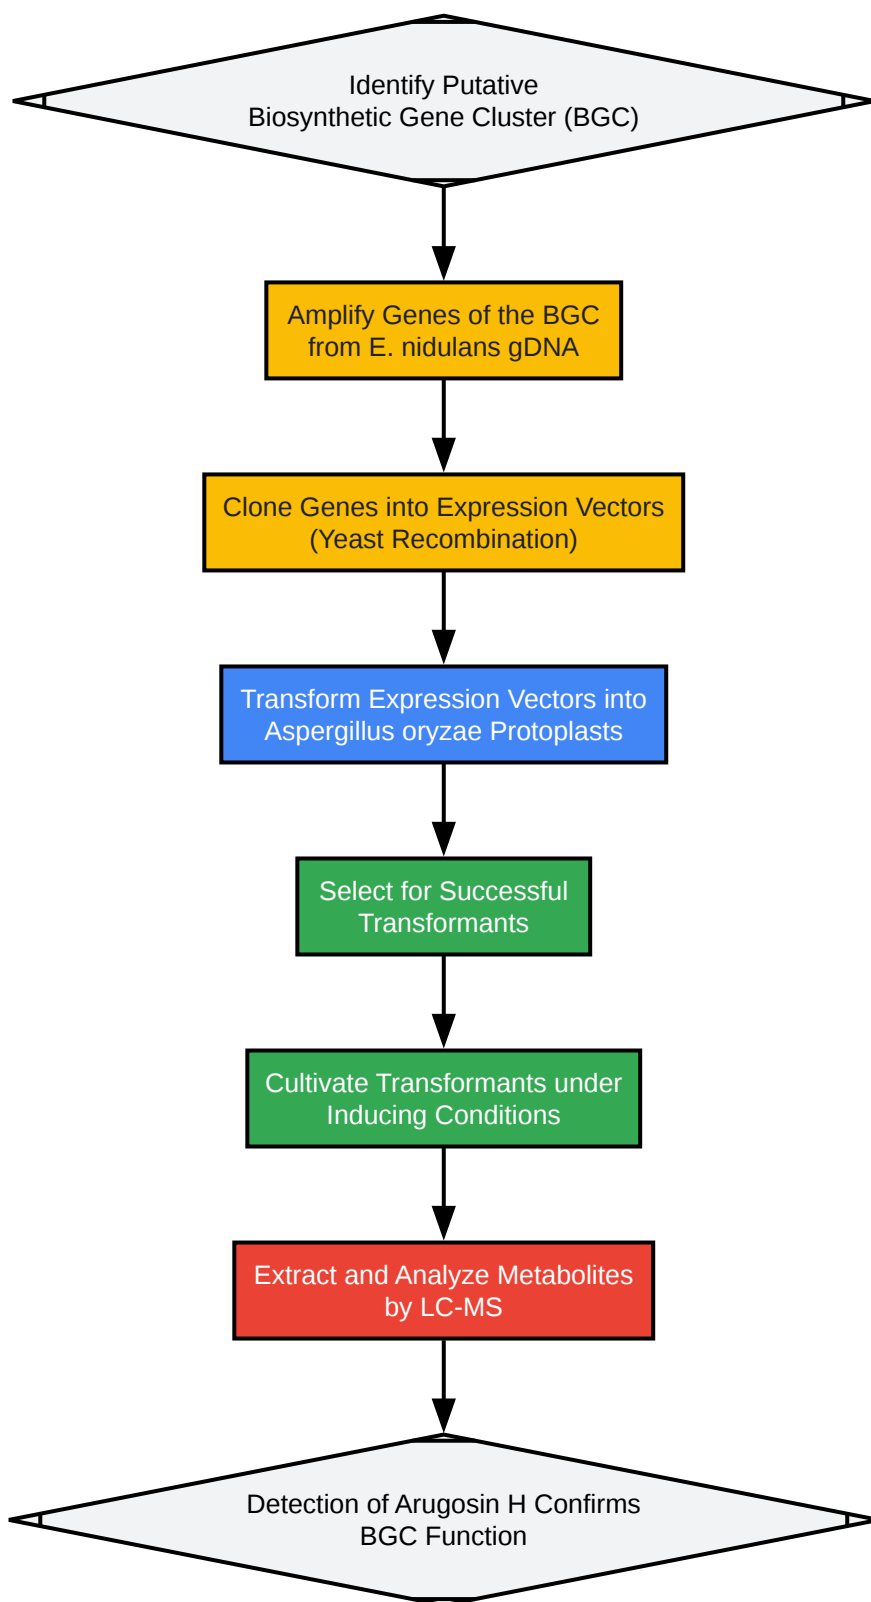 Identify Putative
Biosynthetic Gene Cluster (BGC)
Amplify Genes of the BGC
from E. nidulans gDNA
Clone Genes into Expression Vectors
(Yeast Recombination)
Transform Expression Vectors into
Aspergillus oryzae Protoplasts
Select for Successful
Transformants
Cultivate Transformants under
Inducing Conditions
Extract and Analyze Metabolites
by LC-MS
Detection of Arugosin H Confirms
BGC Function